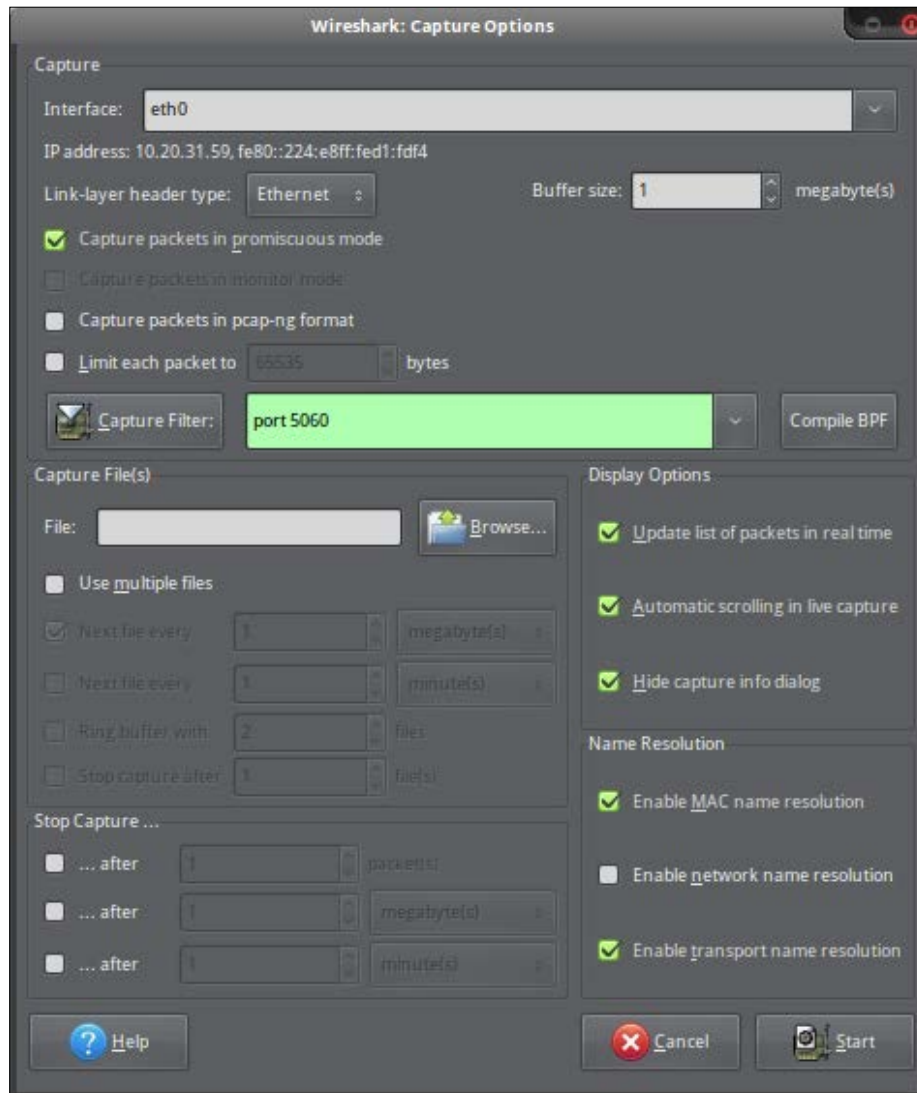 Wireshark: Capture Options
Capture
Interface: eth0
IP address: 10.20.31.59, fe80::224:e8ff:fed1:fdf4
Link-layer header type: Ethernet Buffer size: 1 megabyte(s)
Capture packets in promiscuous mode
Capture packets in monitor mode
Capture packets in pcap-ng format
Limit each packet to 65535 bytes
Capture Filter: port 5060 Compile BPF
Capture File(s)
File: Browse...
Use multiple files
Next file every 1 megabyte(s)
Next file every 1 minute(s)
Ring buffer with 2 files
Stop capture after 1 file(s)
Stop Capture ...
... after 1 packet(s)
... after 1 megabyte(s)
... after 1 minute(s)
Display Options
Update list of packets in real time
Automatic scrolling in live capture
Hide capture info dialog
Name Resolution
Enable MAC name resolution
Enable network name resolution
Enable transport name resolution
Help Cancel Start